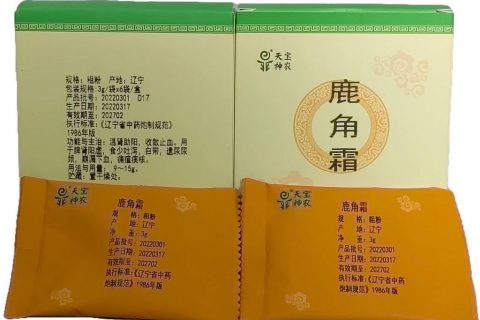 天宝
神农
规格：粗粉 产地：辽宁
包装规格：3g/袋x6袋/盒
产品批号：20220301 017
生产日期：20220317
有效期至：202702
执行标准：《辽宁省中药炮制规范》
1986年版
功能与主治：温肾助阳，收敛止血。用
于脾肾阳虚，食少吐泻，白带，遗尿尿
频，崩漏下血，痈疽痰核。
用法与用量：9～15g。
贮藏：置干燥处。
天宝
神农
鹿角霜
天宝
神农
鹿角霜
规格：粗粉
产地：辽宁
净重：3g
产品批号：20220301
生产日期：20220317
有效期至：202702
执行标准：《辽宁省中药
炮制规范》1986年版
天宝
神农
鹿角霜
规格：粗粉
产地：辽宁
净重：3g
产品批号：20220301
生产日期：20220317
有效期至：202702
执行标准：《辽宁省中药
炮制规范》1986年版